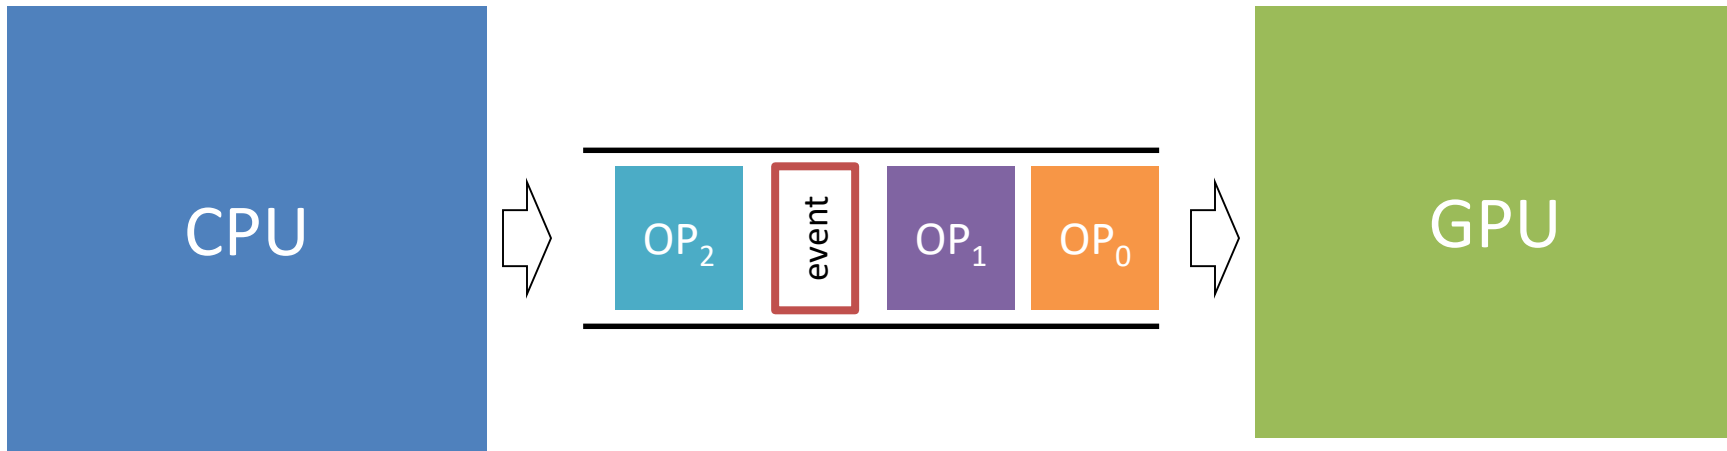 CPU
OP₂
event
OP₁
OP₀
GPU